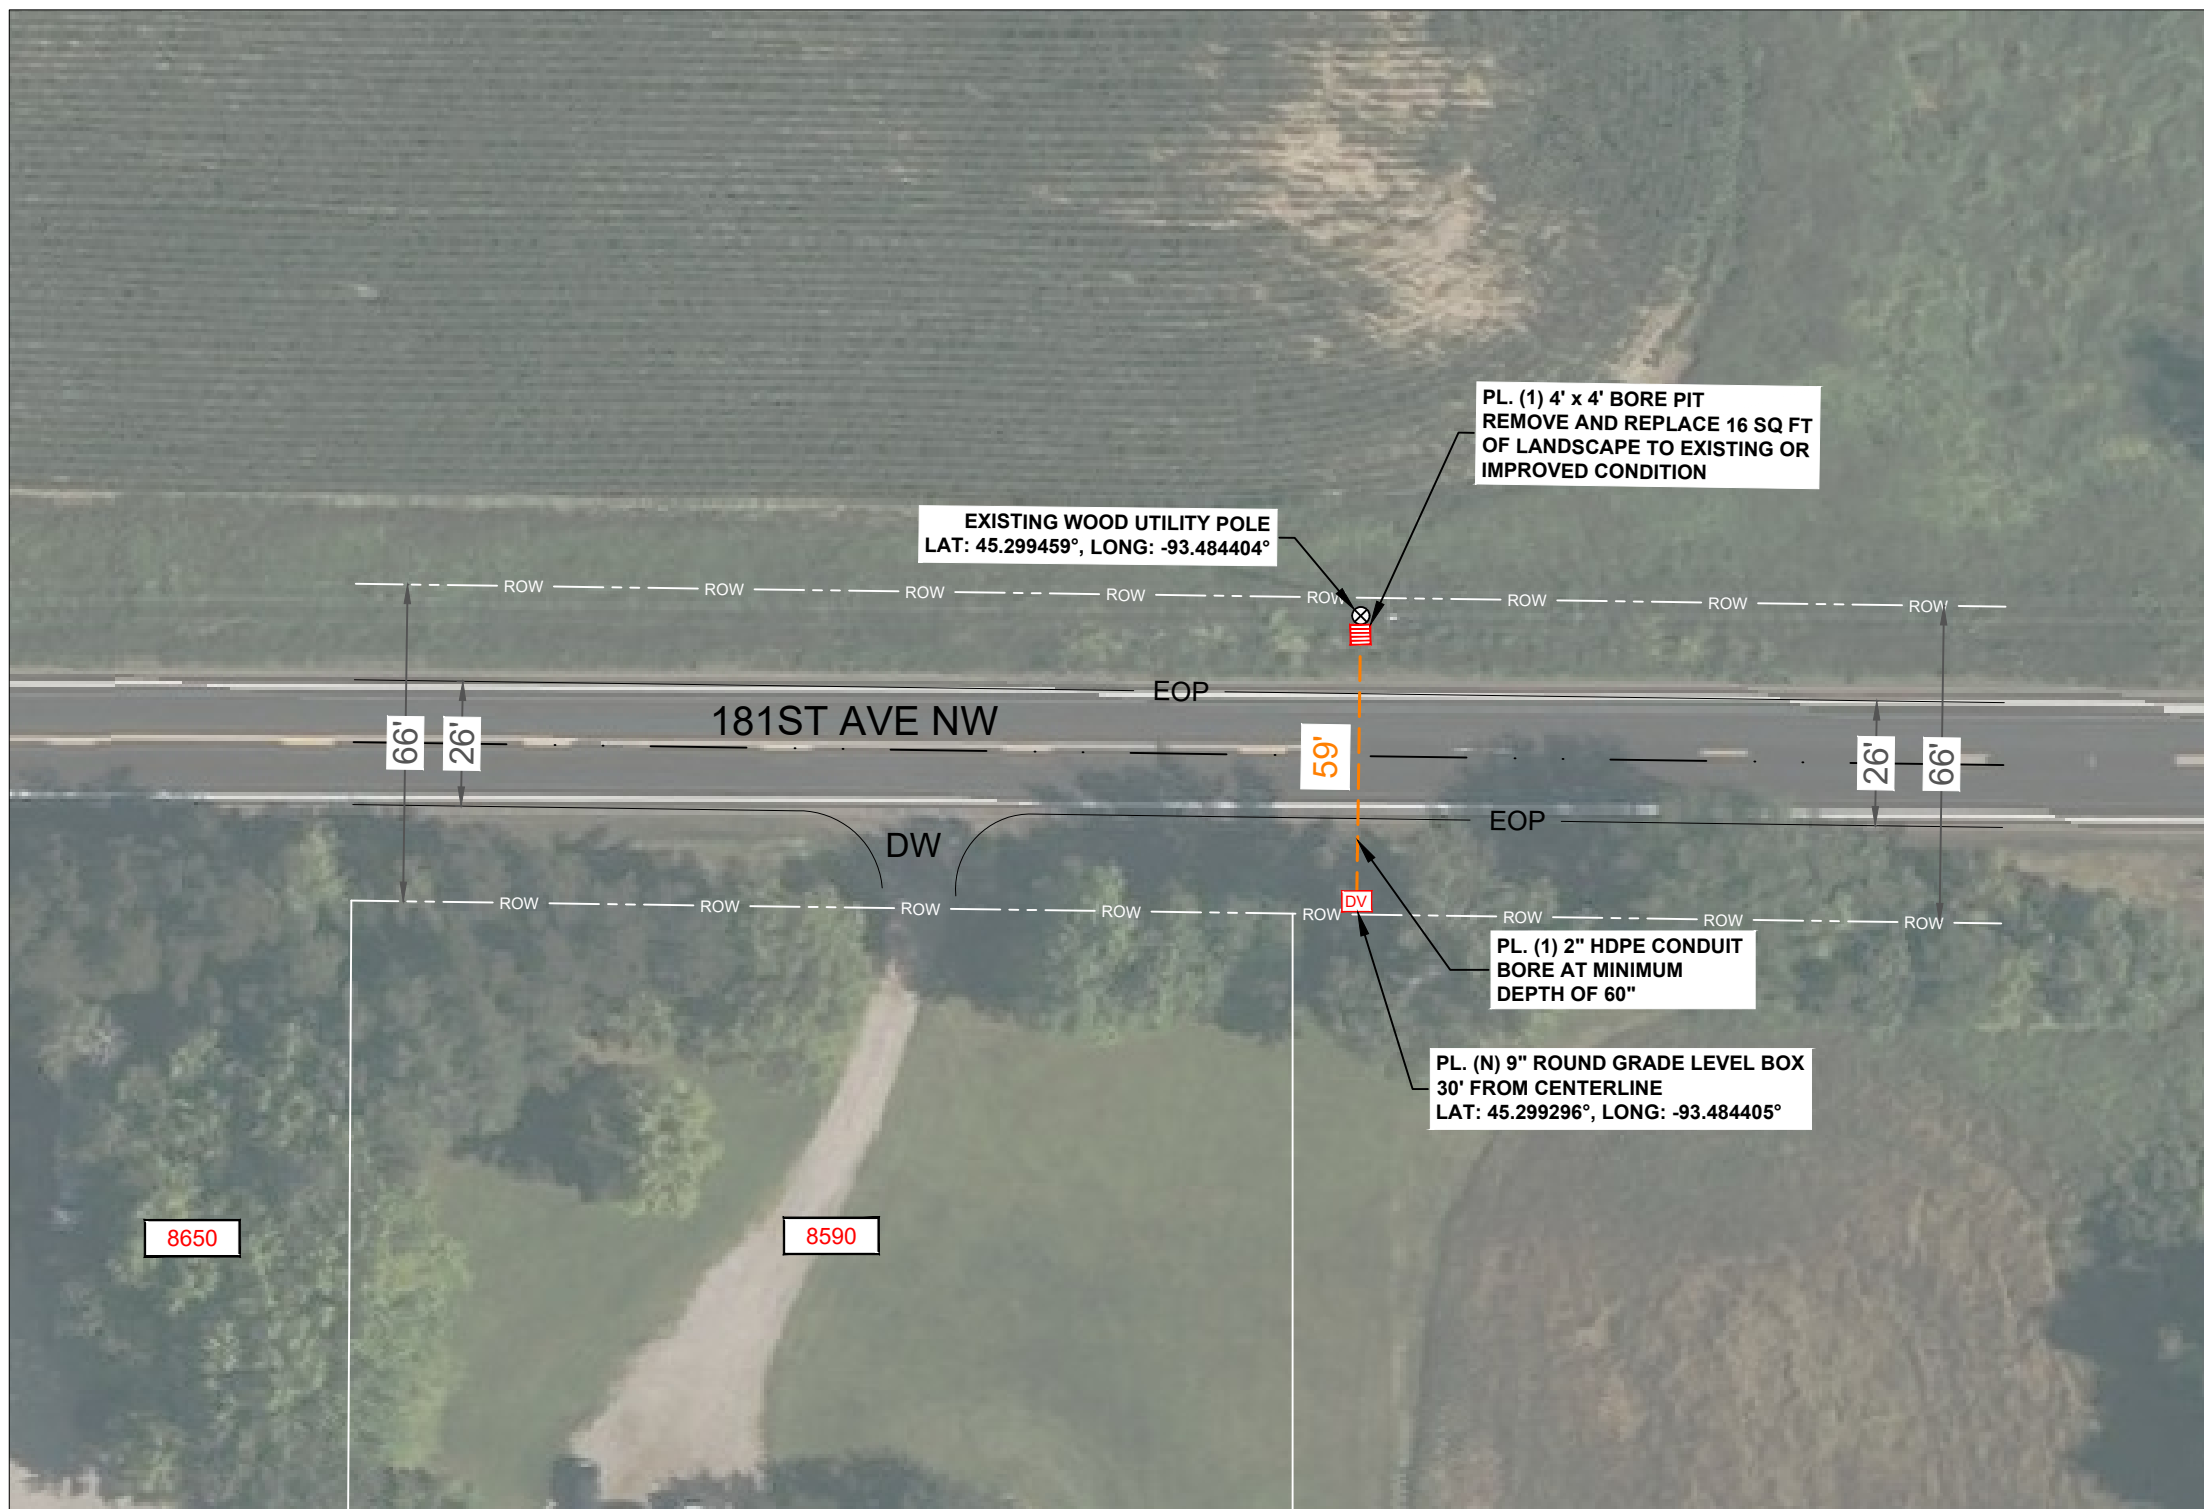 PL. (1) 4' x 4' BORE PIT
REMOVE AND REPLACE 16 SQ FT
OF LANDSCAPE TO EXISTING OR
IMPROVED CONDITION
EXISTING WOOD UTILITY POLE
LAT: 45.299459°, LONG: -93.484404°
ROW ROW ROW ROW ROW ROW ROW ROW
EOP
181ST AVE NW
66'
26'
59'
26'
66'
EOP
DW
DV
ROW ROW ROW ROW ROW ROW ROW ROW
PL. (1) 2" HDPE CONDUIT
BORE AT MINIMUM
DEPTH OF 60"
PL. (N) 9" ROUND GRADE LEVEL BOX
30' FROM CENTERLINE
LAT: 45.299296°, LONG: -93.484405°
8650
8590